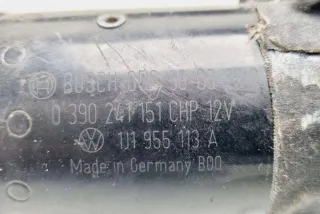 BOSCH
0 390 241 151 CHP 12V
1J1 955 113 A
Made in Germany B00